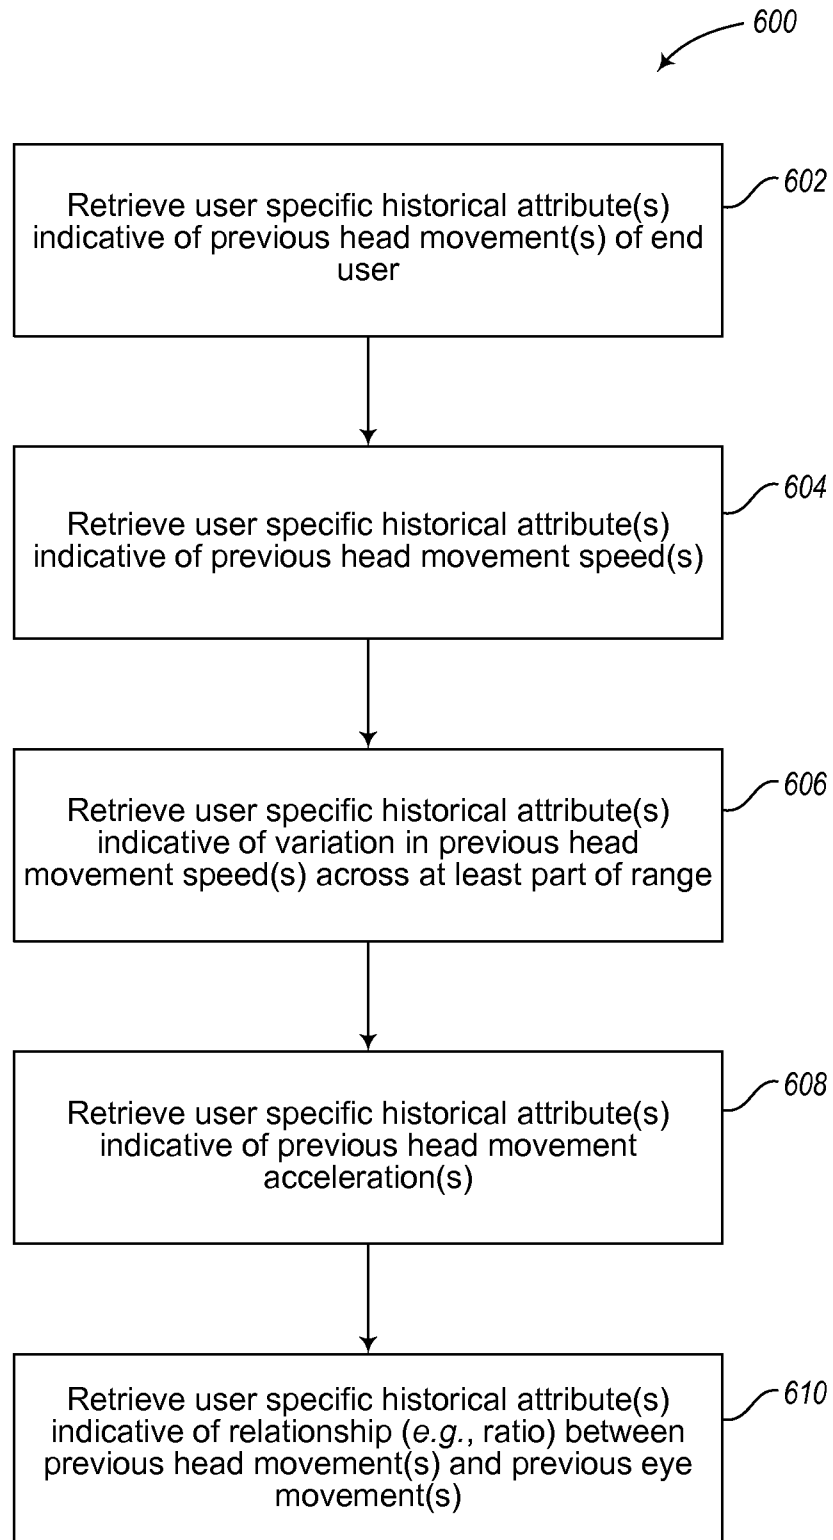 600
602
Retrieve user specific historical attribute(s)
indicative of previous head movement(s) of end
user
604
Retrieve user specific historical attribute(s)
indicative of previous head movement speed(s)
606
Retrieve user specific historical attribute(s)
indicative of variation in previous head
movement speed(s) across at least part of range
608
Retrieve user specific historical attribute(s)
indicative of previous head movement
acceleration(s)
610
Retrieve user specific historical attribute(s)
indicative of relationship (e.g., ratio) between
previous head movement(s) and previous eye
movement(s)